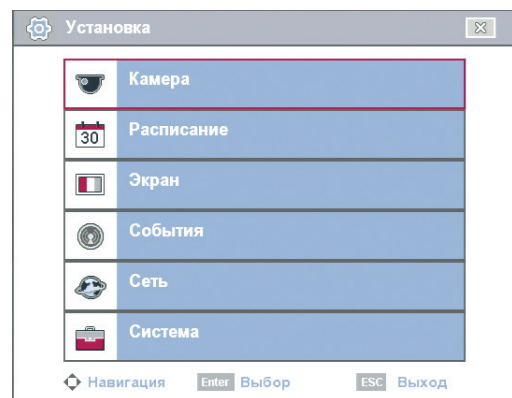 Установка
Камера
30 Расписание
Экран
События
Сеть
Система
Навигация Enter Выбор ESC Выход